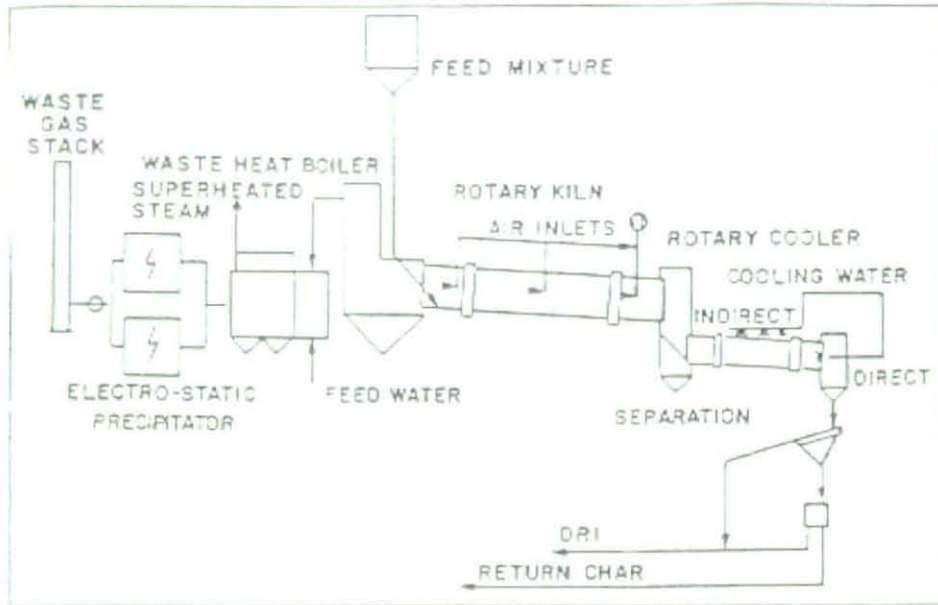 FEED MIXTURE
WASTE
GAS
STACK
WASTE HEAT BOILER
SUPERHEATED
STEAM
ROTARY KILN
AIR INLETS
ROTARY COOLER
COOLING WATER
INDIRECT
DIRECT
ELECTRO-STATIC
PRECIPITATOR
FEED WATER
SEPARATION
DRI
RETURN CHAR